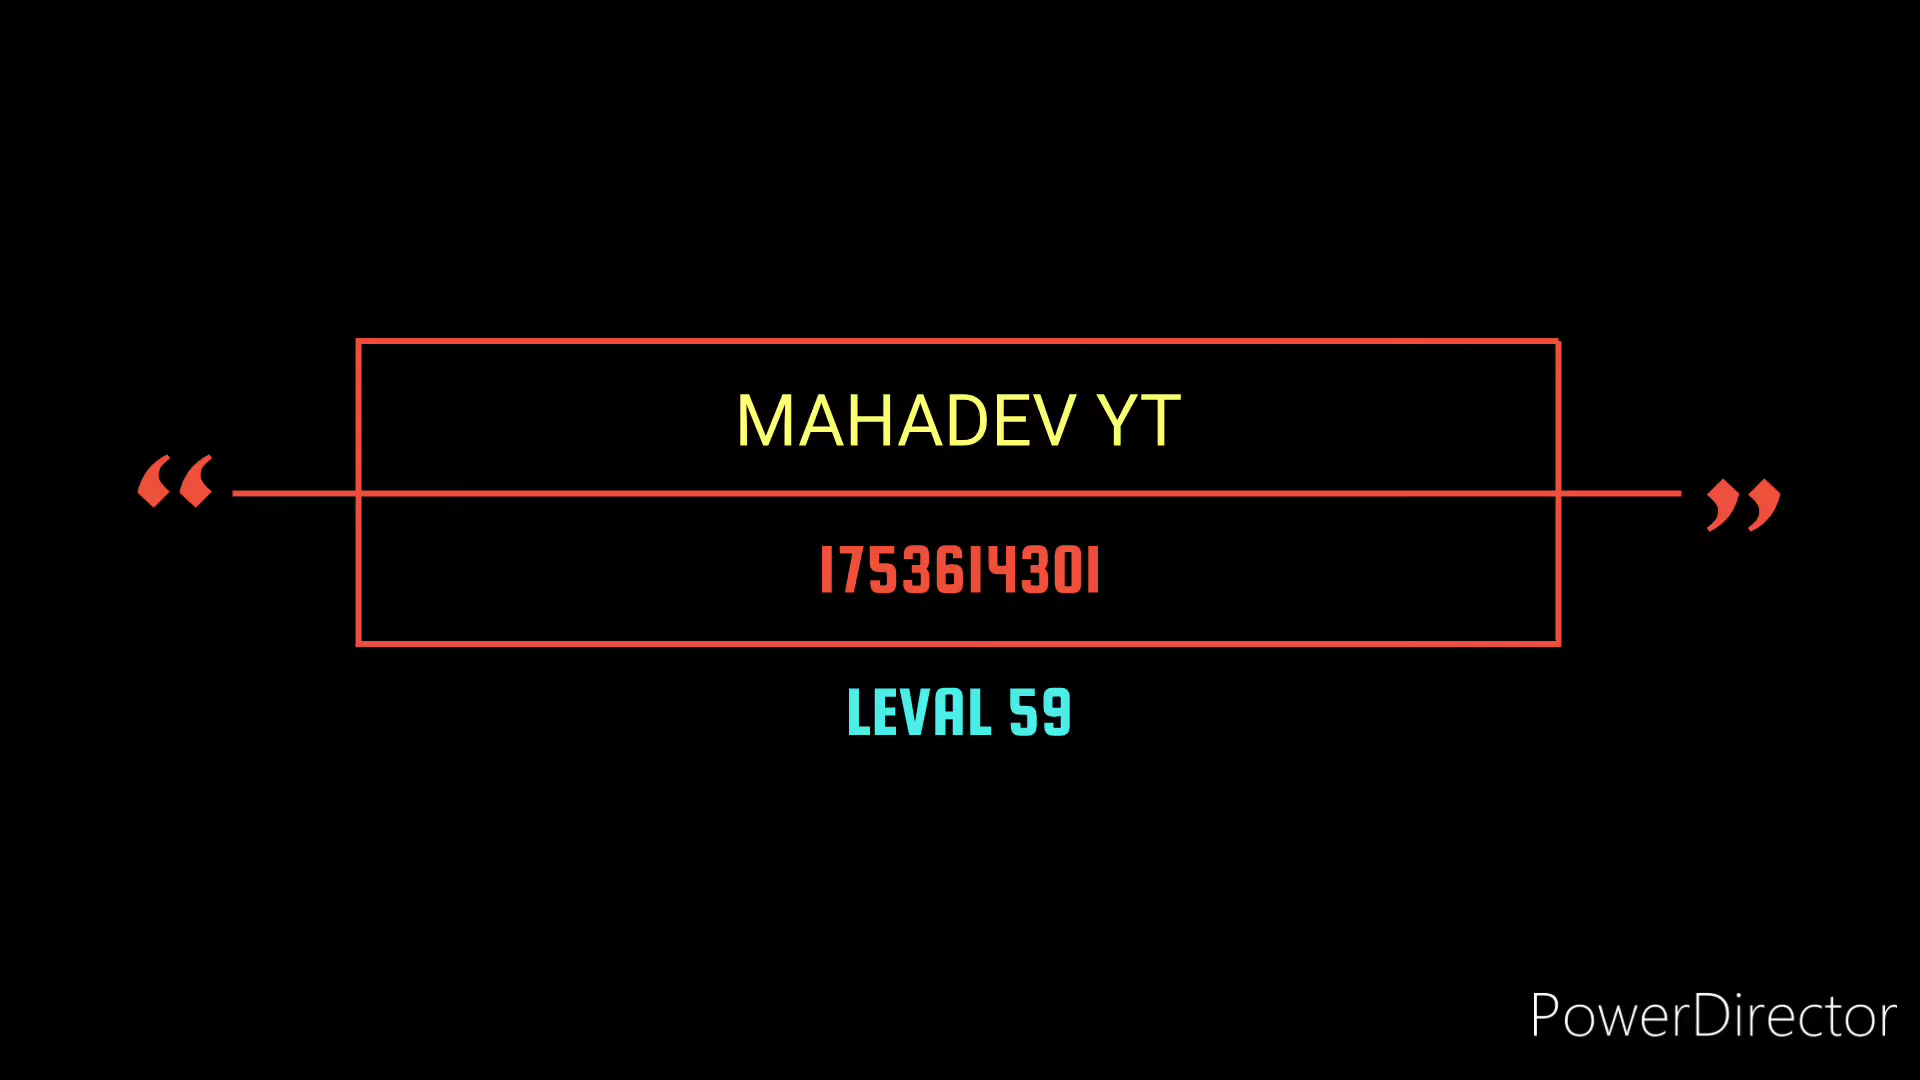 MAHADEV YT
“ ”
1753614301
LEVAL 59
PowerDirector